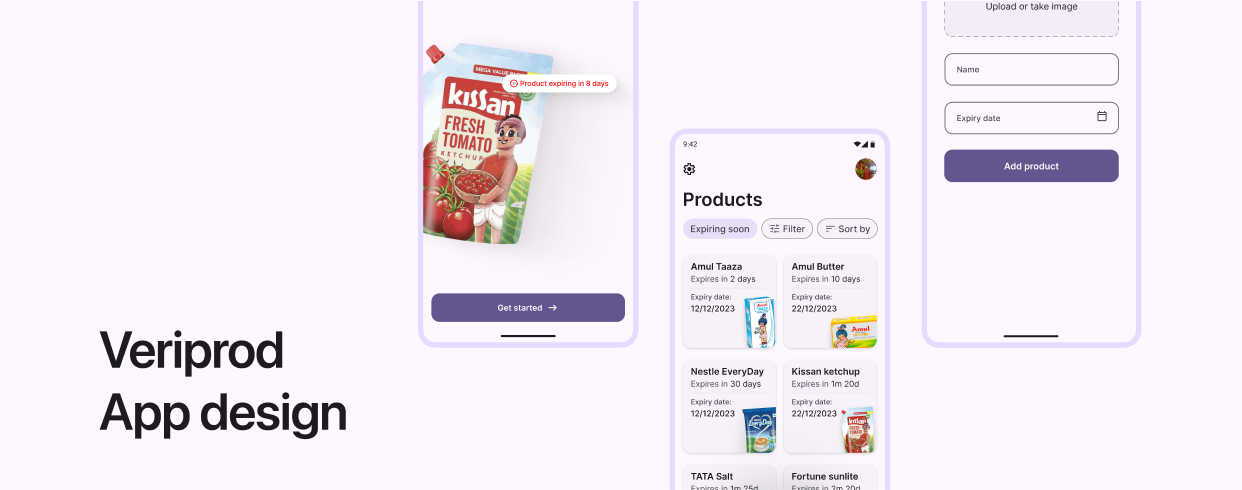 Veriprod
App design
MEGA VALUE PACK
Product expiring in 8 days
kissan
FRESH
TOMATO
KETCHUP
Get started
9:42
Products
Expiring soon
Filter
Sort by
Amul Taaza
Expires in 2 days
Expiry date:
12/12/2023
Amul Butter
Expires in 10 days
Expiry date:
22/12/2023
Amul
Nestle EveryDay
Expires in 30 days
Expiry date:
12/12/2023
EveryDay
Kissan ketchup
Expires in 1m 20d
Expiry date:
22/12/2023
kissan
FRESH
TOMATO
TATA Salt
Expires in 1m 25d
Fortune sunlite
Expires in 2m 20d
Upload or take image
Name
Expiry date
Add product